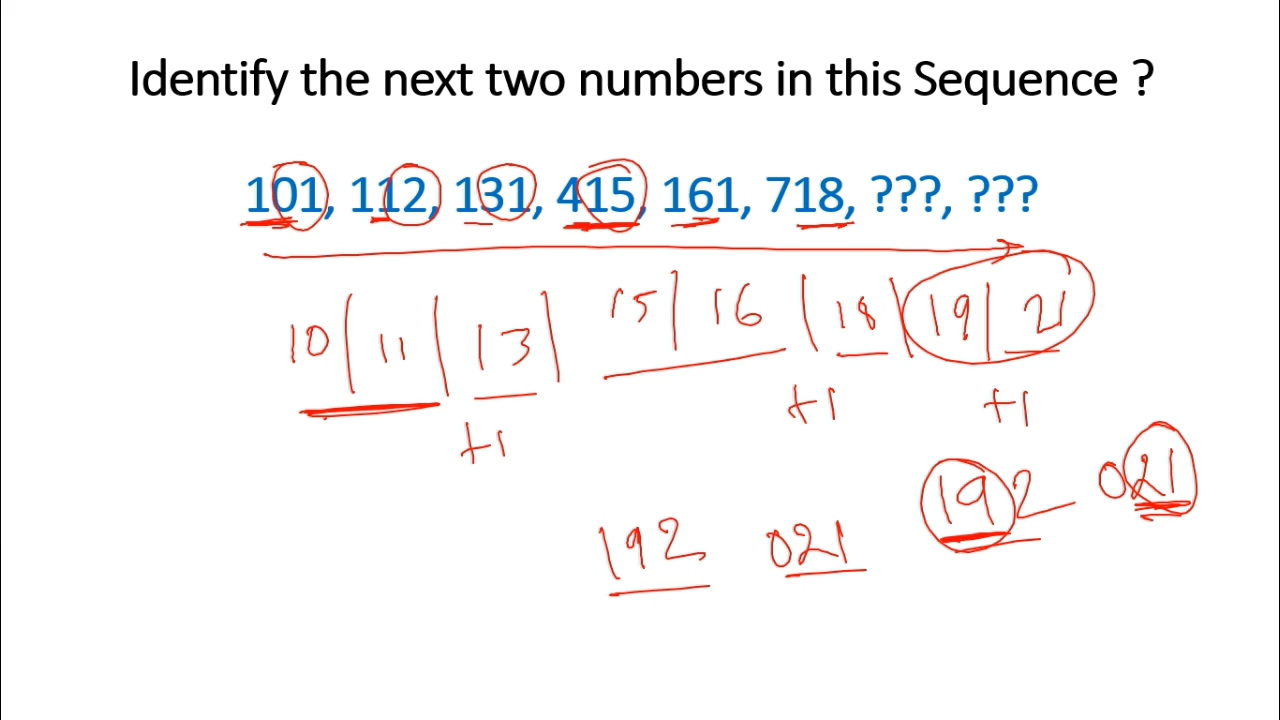 Identify the next two numbers in this Sequence ?
101, 112, 131, 415, 161, 718, ???, ???
10 | 11 | 13 | 15 | 16 | 18 | 19 | 21
+1 +1 +1
192 021 192 021